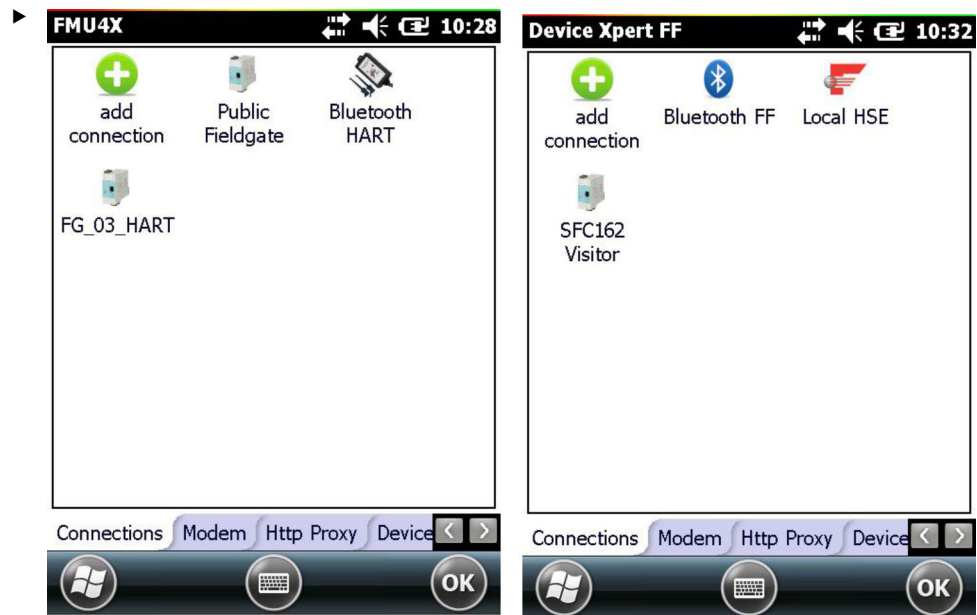 FMU4X 10:28
add connection
Public Fieldgate
Bluetooth HART
FG_03_HART
Connections Modem Http Proxy Device
OK
Device Xpert FF 10:32
add connection
Bluetooth FF
Local HSE
SFC162 Visitor
Connections Modem Http Proxy Device
OK